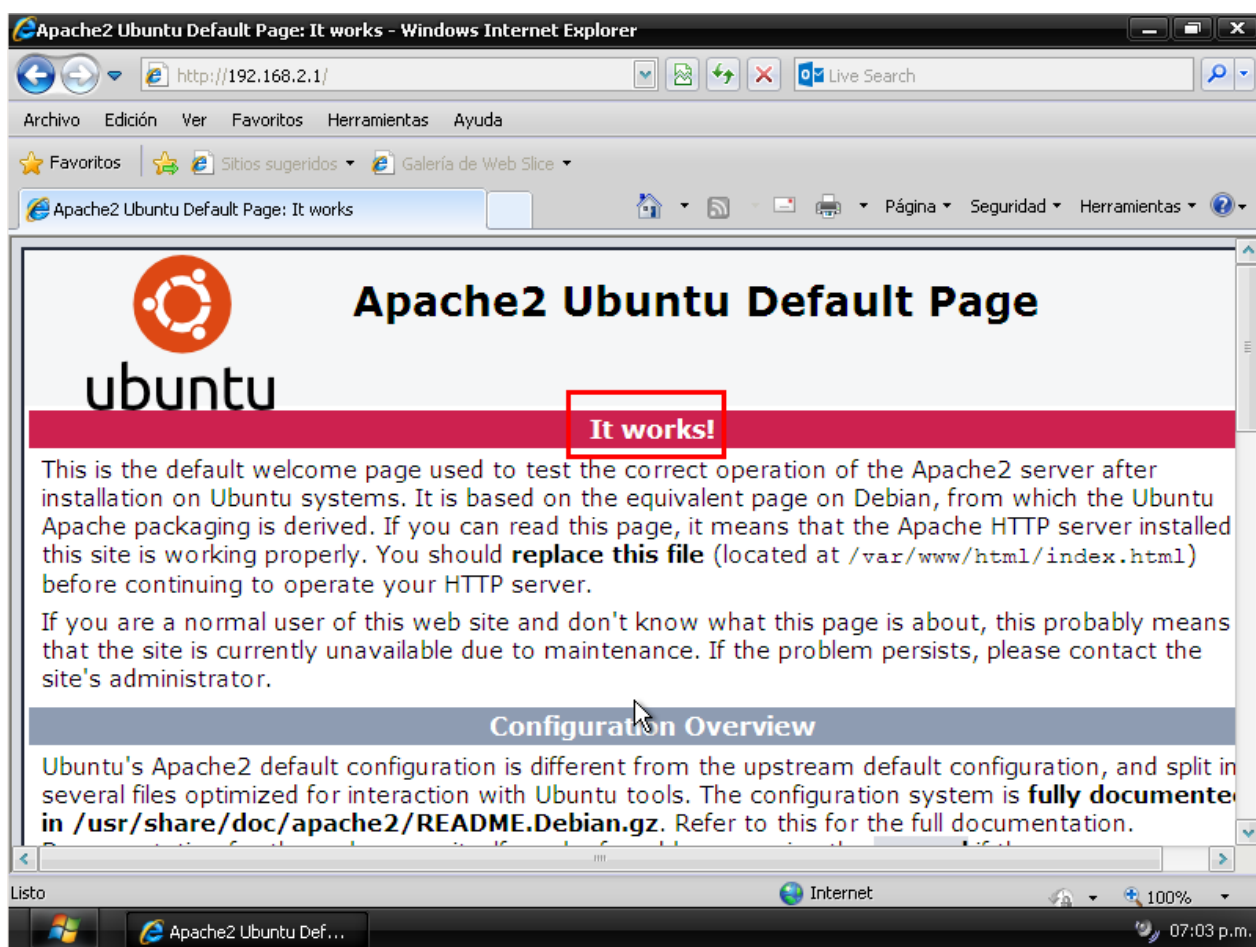 Apache2 Ubuntu Default Page: It works - Windows Internet Explorer
http://192.168.2.1/
Live Search
Archivo Edición Ver Favoritos Herramientas Ayuda
Favoritos Sitios sugeridos Galería de Web Slice
Apache2 Ubuntu Default Page: It works Página Seguridad Herramientas
Apache2 Ubuntu Default Page
ubuntu
It works!
This is the default welcome page used to test the correct operation of the Apache2 server after
installation on Ubuntu systems. It is based on the equivalent page on Debian, from which the Ubuntu
Apache packaging is derived. If you can read this page, it means that the Apache HTTP server installed
this site is working properly. You should replace this file (located at /var/www/html/index.html)
before continuing to operate your HTTP server.
If you are a normal user of this web site and don't know what this page is about, this probably means
that the site is currently unavailable due to maintenance. If the problem persists, please contact the
site's administrator.
Configuration Overview
Ubuntu's Apache2 default configuration is different from the upstream default configuration, and split in
several files optimized for interaction with Ubuntu tools. The configuration system is fully documente
in /usr/share/doc/apache2/README.Debian.gz. Refer to this for the full documentation.
Listo Internet 100%
Apache2 Ubuntu Def... 07:03 p.m.